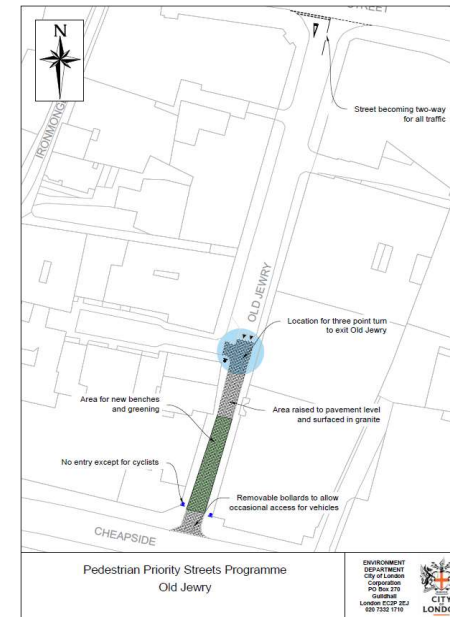 STREET
N
Street becoming two-way
for all traffic
IRONMONG
OLD JEWRY
Location for three point turn
to exit Old Jewry
Area for new benches
and greening
Area raised to pavement level
and surfaced in granite
No entry except for cyclists
Removable bollards to allow
occasional access for vehicles
CHEAPSIDE
Pedestrian Priority Streets Programme
Old Jewry
ENVIRONMENT
DEPARTMENT
City of London
Corporation
PO Box 270
Guildhall
London EC2P 2EJ
020 7332 1710
CITY
LONDON